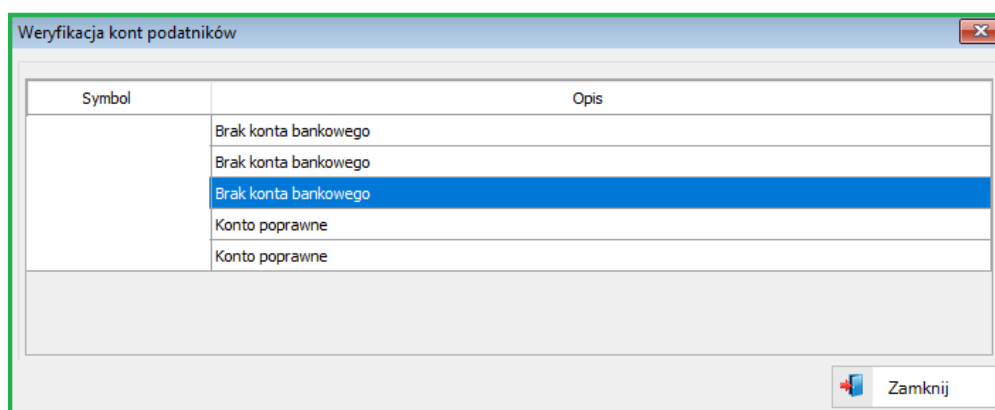 Weryfikacja kont podatników
Symbol Opis
Brak konta bankowego
Brak konta bankowego
Brak konta bankowego
Konto poprawne
Konto poprawne
Zamknij